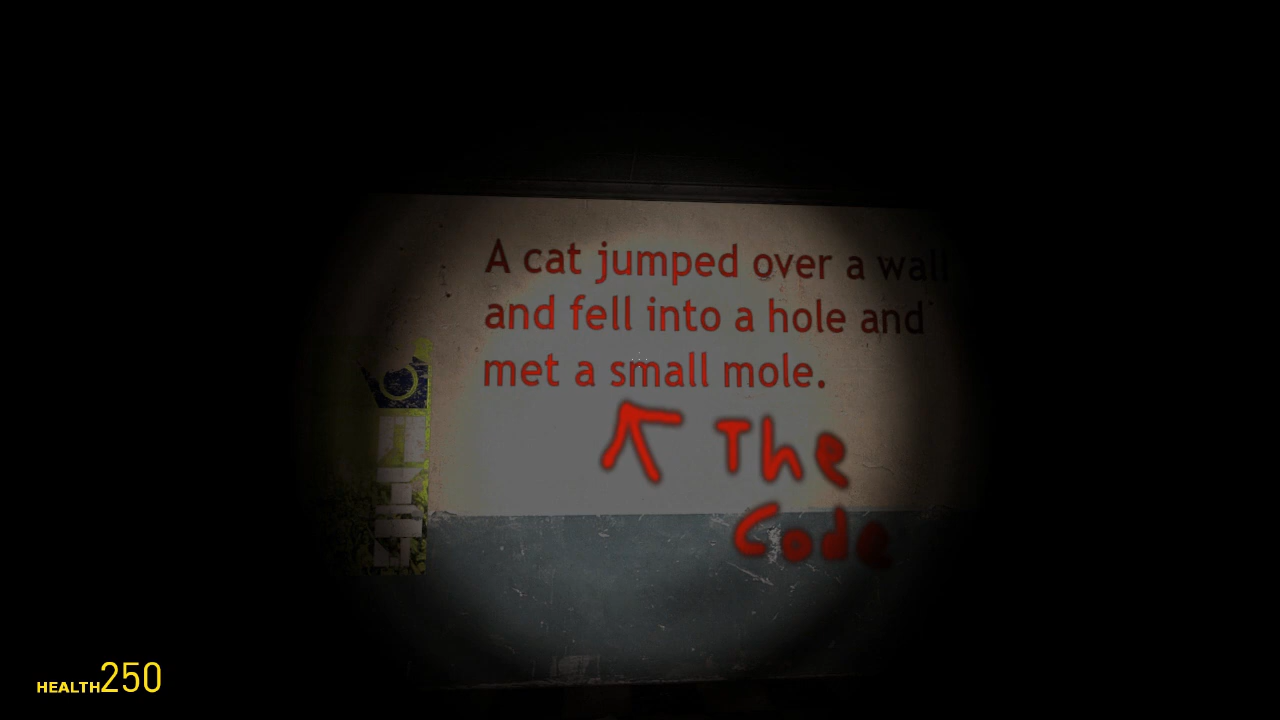 A cat jumped over a wall
and fell into a hole and
met a small mole.
The
Code
HEALTH 250